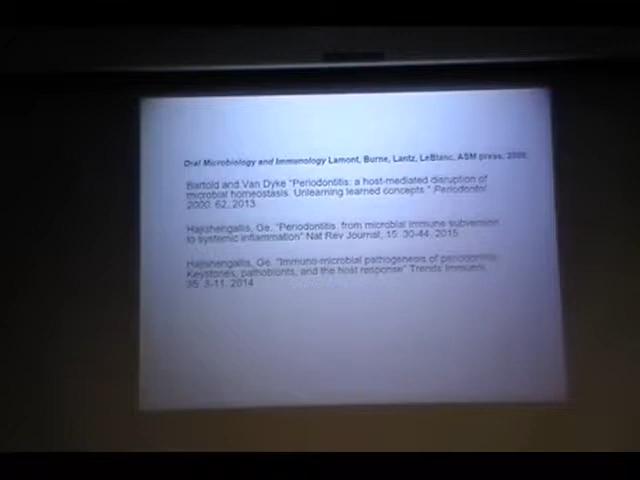 Oral Microbiology and Immunology Lamont, Burne, Lantz, LeBlanc, ASM press,
Bartold and Van Dyke "Periodontitis: a host-mediated disruption of
microbial homeostasis. Unlearning learned concepts." Periodontol
2000. 62, 2013
Hajishengallis, Ge. "Periodontitis: from microbial immune subversion
to systemic inflammation" Nat Rev Journal, 15: 30-44, 2015
Hajishengallis, Ge. "Immuno-microbial pathogenesis of periodontitis:
Keystones, pathobionts, and the host response" Trends Immunol.
35: 3-11, 2014